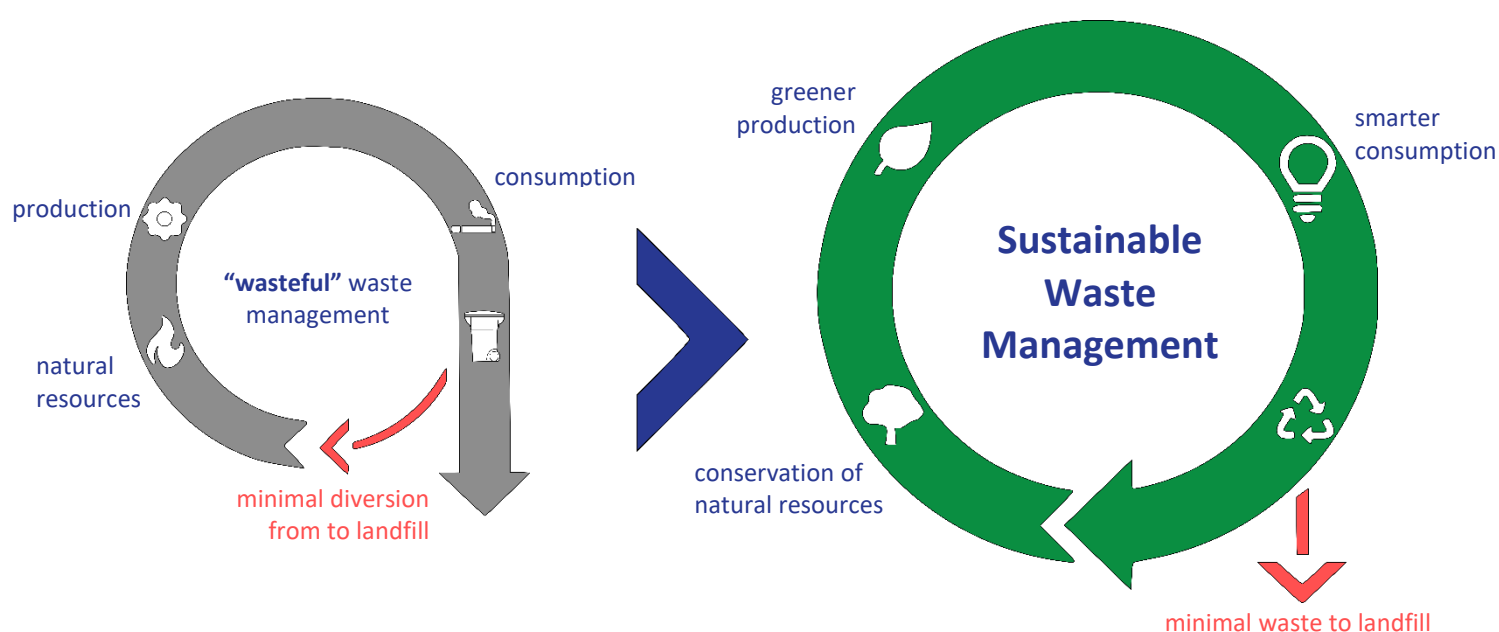 production
consumption
“wasteful” waste
management
natural
resources
minimal diversion
from to landfill
greener
production
smarter
consumption
Sustainable
Waste
Management
conservation of
natural resources
minimal waste to landfill